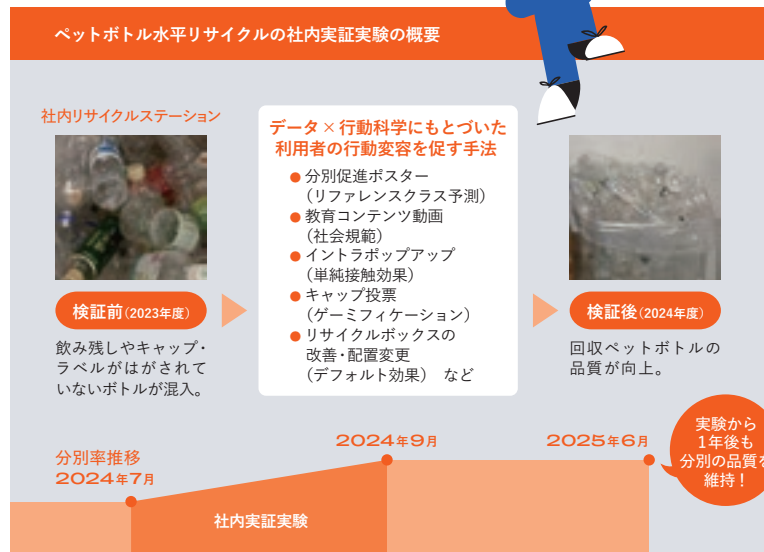 ペットボトル水平リサイクルの社内実証実験の概要
社内リサイクルステーション
検証前(2023年度)
飲み残しやキャップ・
ラベルがはがされて
いないボトルが混入。
データ×行動科学にもとづいた
利用者の行動変容を促す手法
● 分別促進ポスター
(リファレンスクラス予測)
● 教育コンテンツ動画
(社会規範)
● イントラポップアップ
(単純接触効果)
● キャップ投票
(ゲーミフィケーション)
● リサイクルボックスの
改善・配置変更
(デフォルト効果) など
検証後(2024年度)
回収ペットボトルの
品質が向上。
分別率推移
2024年7月
社内実証実験
2024年9月
2025年6月
実験から
1年後も
分別の品質を
維持!